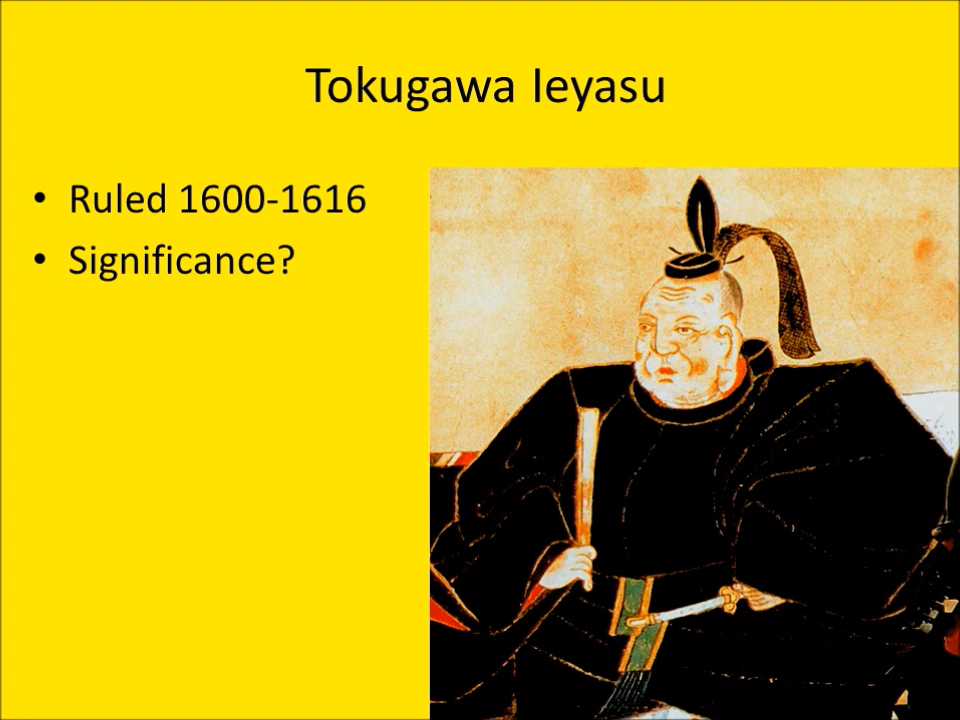 Tokugawa Ieyasu
• Ruled 1600-1616
• Significance?